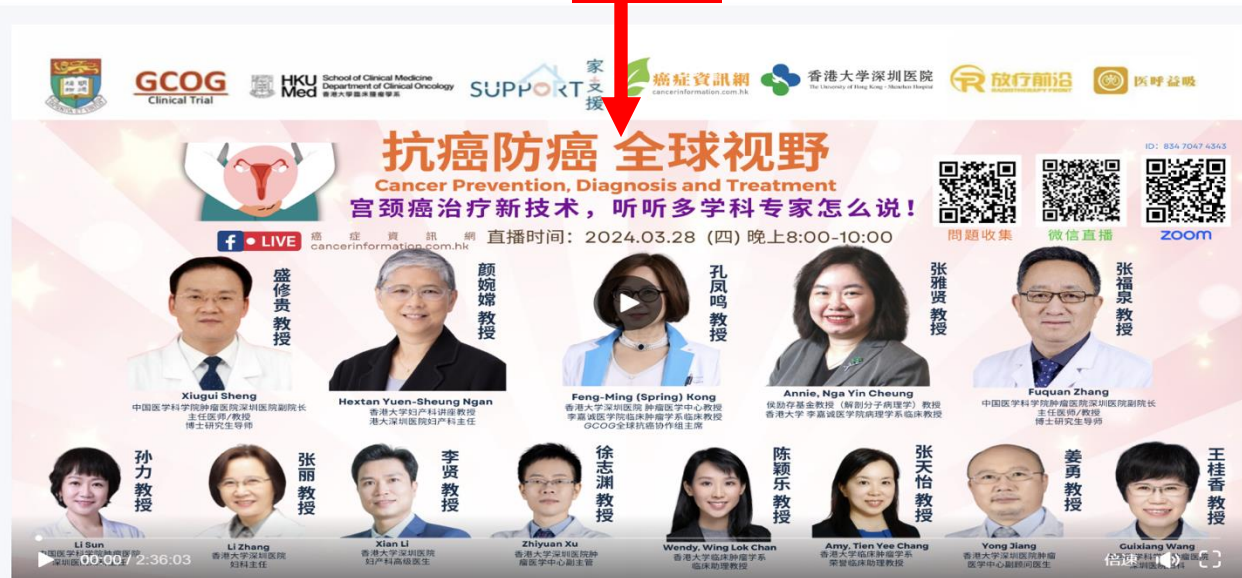 GCOG
Clinical Trial
HKU
Med
School of Clinical Medicine
Department of Clinical Oncology
香港大學臨床腫瘤學系
SUPPORT
家
支
援
癌症資訊網
cancerinformation.com.hk
香港大学深圳医院
The University of Hong Kong - Shenzhen Hospital
放疗前沿
RADIOTHERAPY FRONT
医呼益吸
抗癌防癌 全球视野
Cancer Prevention, Diagnosis and Treatment
宫颈癌治疗新技术，听听多学科专家怎么说！
f LIVE
癌症資訊網
cancerinformation.com.hk
直播时间：2024.03.28 (四) 晚上8:00-10:00
ID: 834 7047 4343
問題收集
微信直播
zoom
盛修贵 教授
颜婉嫦 教授
孔凤鸣 教授
张雅贤 教授
张福泉 教授
Xiugui Sheng
中国医学科学院肿瘤医院深圳医院副院长
主任医师/教授
博士研究生导师
Hextan Yuen-Sheung Ngan
香港大学妇产科讲座教授
港大深圳医院妇产科主任
Feng-Ming (Spring) Kong
香港大学深圳医院 肿瘤医学中心教授
李嘉诚医学院临床肿瘤学系临床教授
GCOG全球抗癌协作组主席
Annie, Nga Yin Cheung
侯励存基金教授（解剖分子病理学）教授
香港大学 李嘉诚医学院病理学系临床教授
Fuquan Zhang
中国医学科学院肿瘤医院深圳医院副院长
主任医师/教授
博士研究生导师
孙力 教授
张丽 教授
李贤 教授
徐志渊 教授
陈颖乐 教授
张天怡 教授
姜勇 教授
王桂香 教授
Li Sun
Li Zhang
香港大学深圳医院
妇科主任
Xian Li
香港大学深圳医院
妇产科高级医生
Zhiyuan Xu
香港大学深圳医院肿
瘤医学中心副主管
Wendy, Wing Lok Chan
香港大学临床肿瘤学系
临床助理教授
Amy, Tien Yee Chang
香港大学临床肿瘤学系
荣誉临床助理教授
Yong Jiang
香港大学深圳医院肿瘤
医学中心副顾问医生
Guixiang Wang
00:00 / 2:36:03
倍速